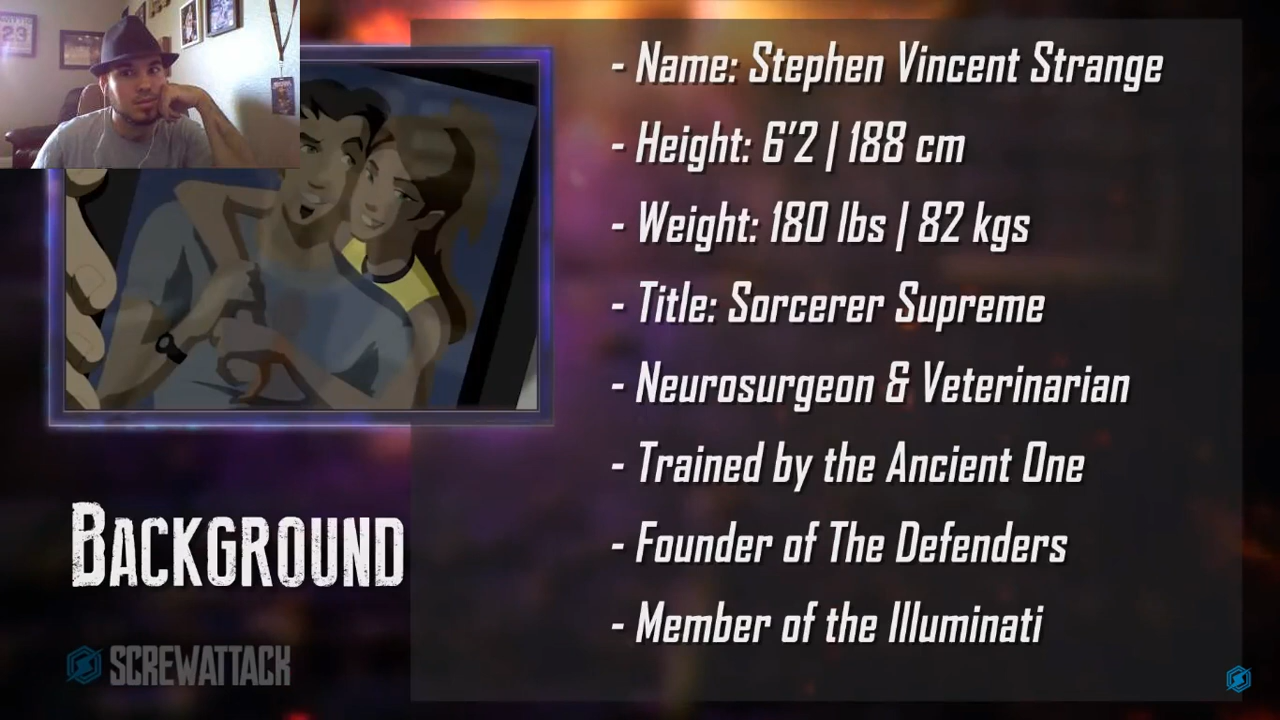 - Name: Stephen Vincent Strange
- Height: 6'2 | 188 cm
- Weight: 180 lbs | 82 kgs
- Title: Sorcerer Supreme
- Neurosurgeon & Veterinarian
- Trained by the Ancient One
- Founder of The Defenders
- Member of the Illuminati
BACKGROUND
SCREWATTACK
23